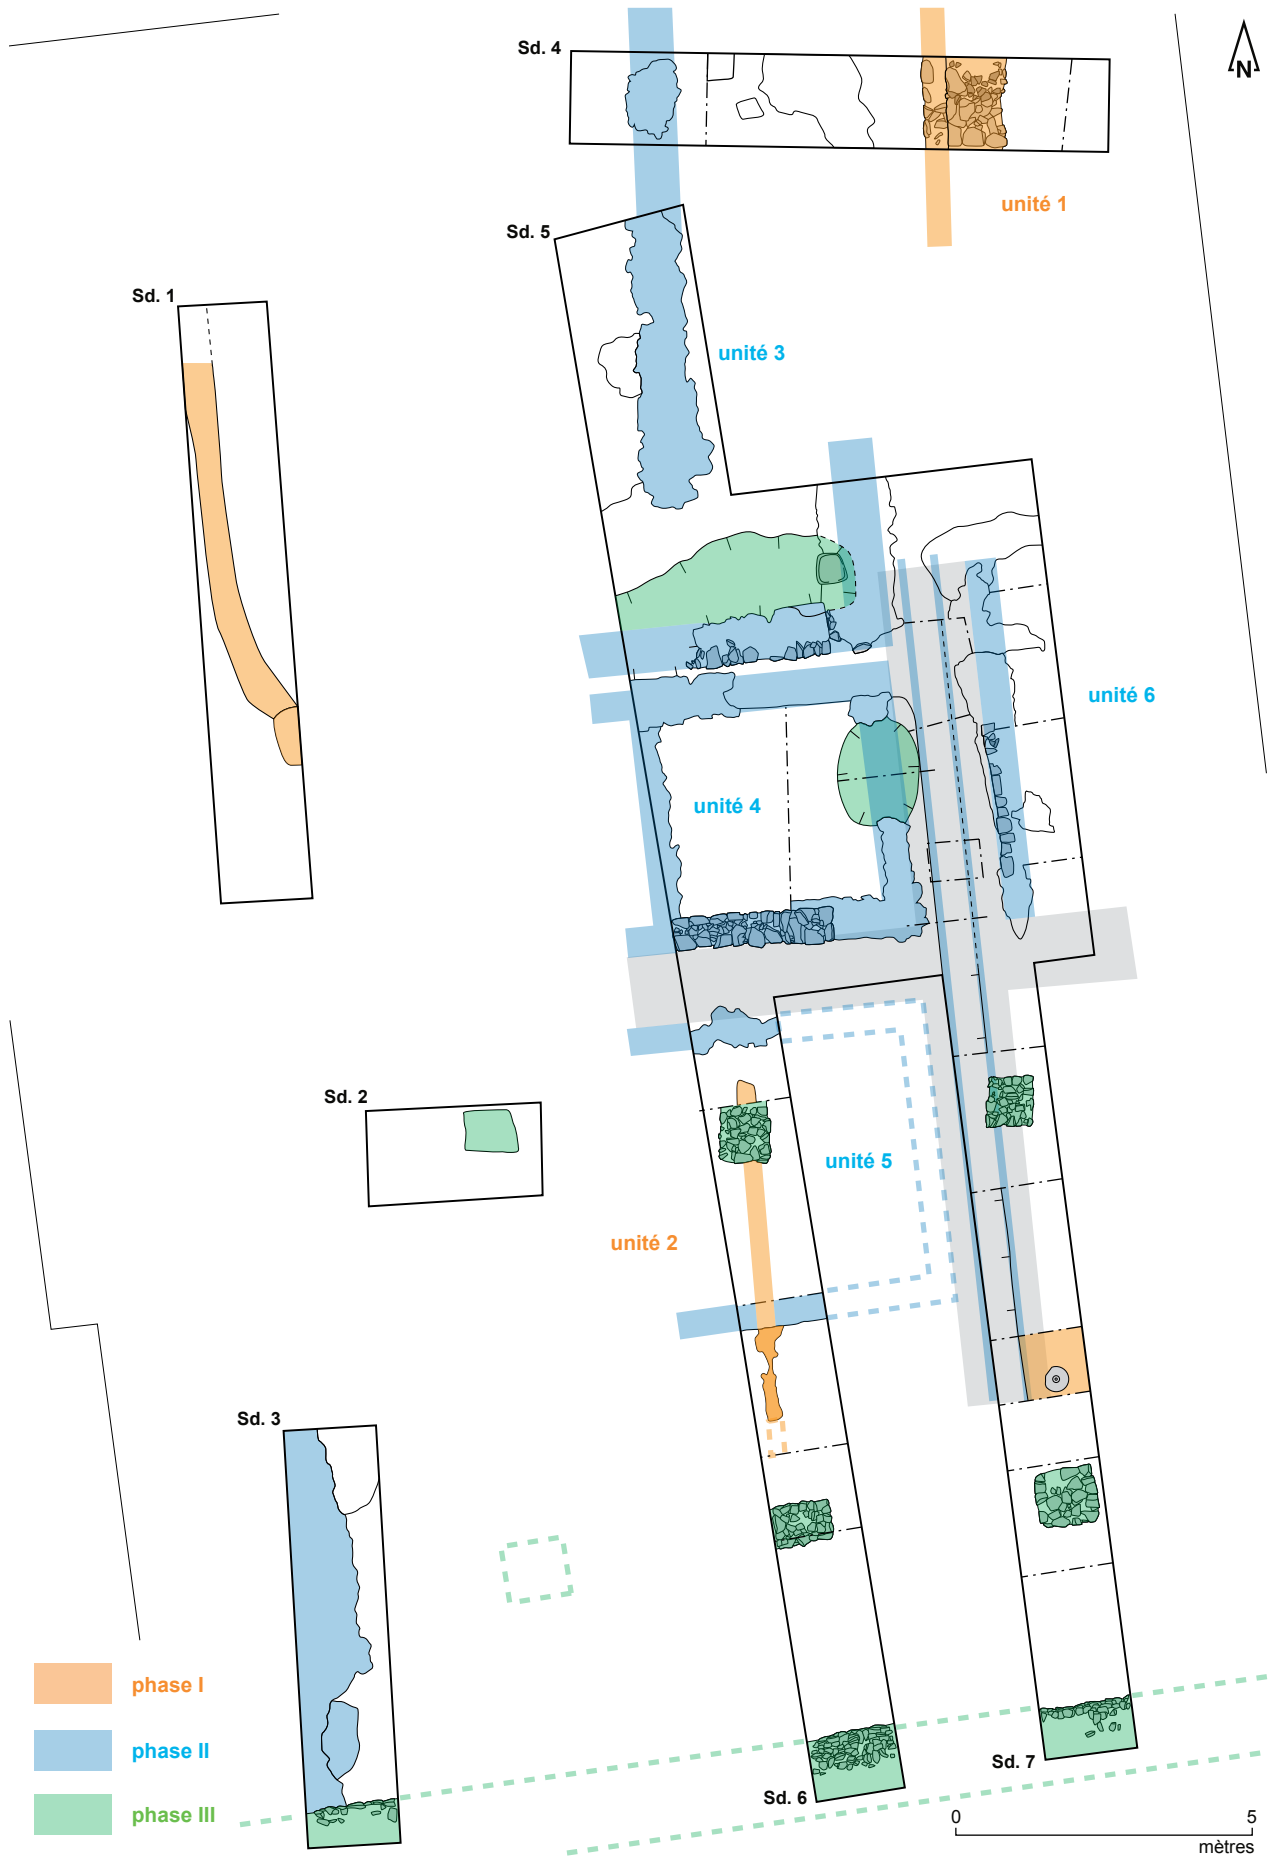 Sd. 4
N
unité 1
Sd. 5
Sd. 1
unité 3
unité 6
unité 4
Sd. 2
unité 5
unité 2
Sd. 3
phase I
phase II
phase III
Sd. 7
Sd. 6
0 5
mètres